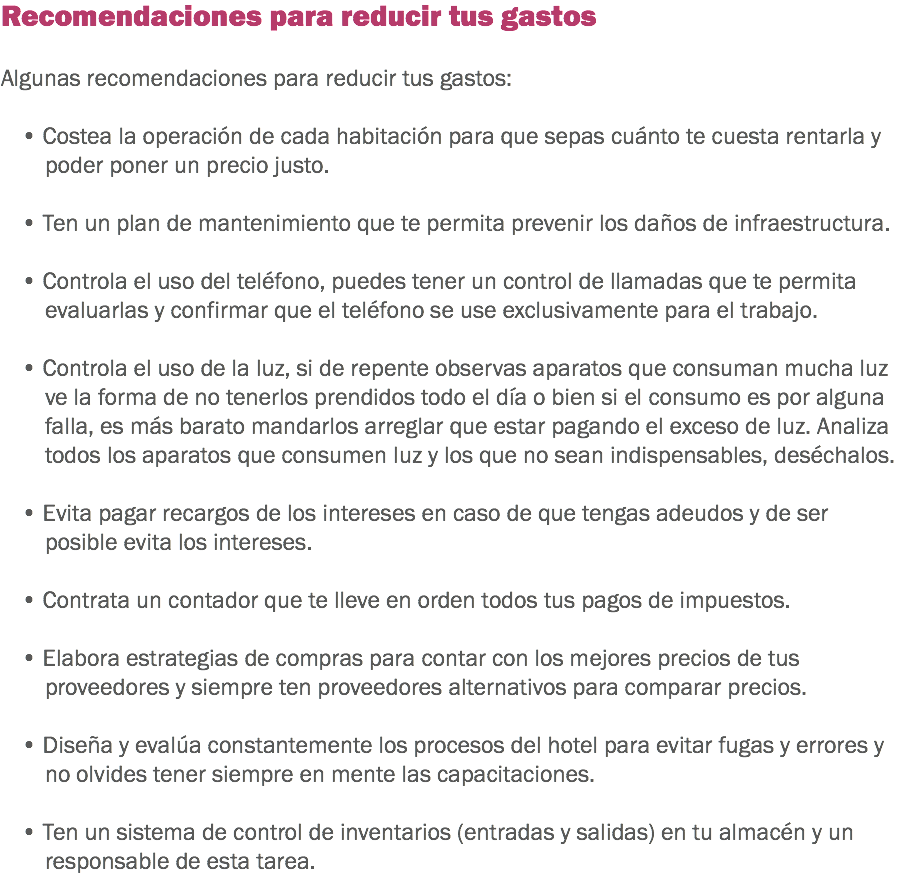 Recomendaciones para reducir tus gastos
Algunas recomendaciones para reducir tus gastos:
• Costea la operación de cada habitación para que sepas cuánto te cuesta rentarla y
poder poner un precio justo.
• Ten un plan de mantenimiento que te permita prevenir los daños de infraestructura.
• Controla el uso del teléfono, puedes tener un control de llamadas que te permita
evaluarlas y confirmar que el teléfono se use exclusivamente para el trabajo.
• Controla el uso de la luz, si de repente observas aparatos que consuman mucha luz
ve la forma de no tenerlos prendidos todo el día o bien si el consumo es por alguna
falla, es más barato mandarlos arreglar que estar pagando el exceso de luz. Analiza
todos los aparatos que consumen luz y los que no sean indispensables, deséchalos.
• Evita pagar recargos de los intereses en caso de que tengas adeudos y de ser
posible evita los intereses.
• Contrata un contador que te lleve en orden todos tus pagos de impuestos.
• Elabora estrategias de compras para contar con los mejores precios de tus
proveedores y siempre ten proveedores alternativos para comparar precios.
• Diseña y evalúa constantemente los procesos del hotel para evitar fugas y errores y
no olvides tener siempre en mente las capacitaciones.
• Ten un sistema de control de inventarios (entradas y salidas) en tu almacén y un
responsable de esta tarea.